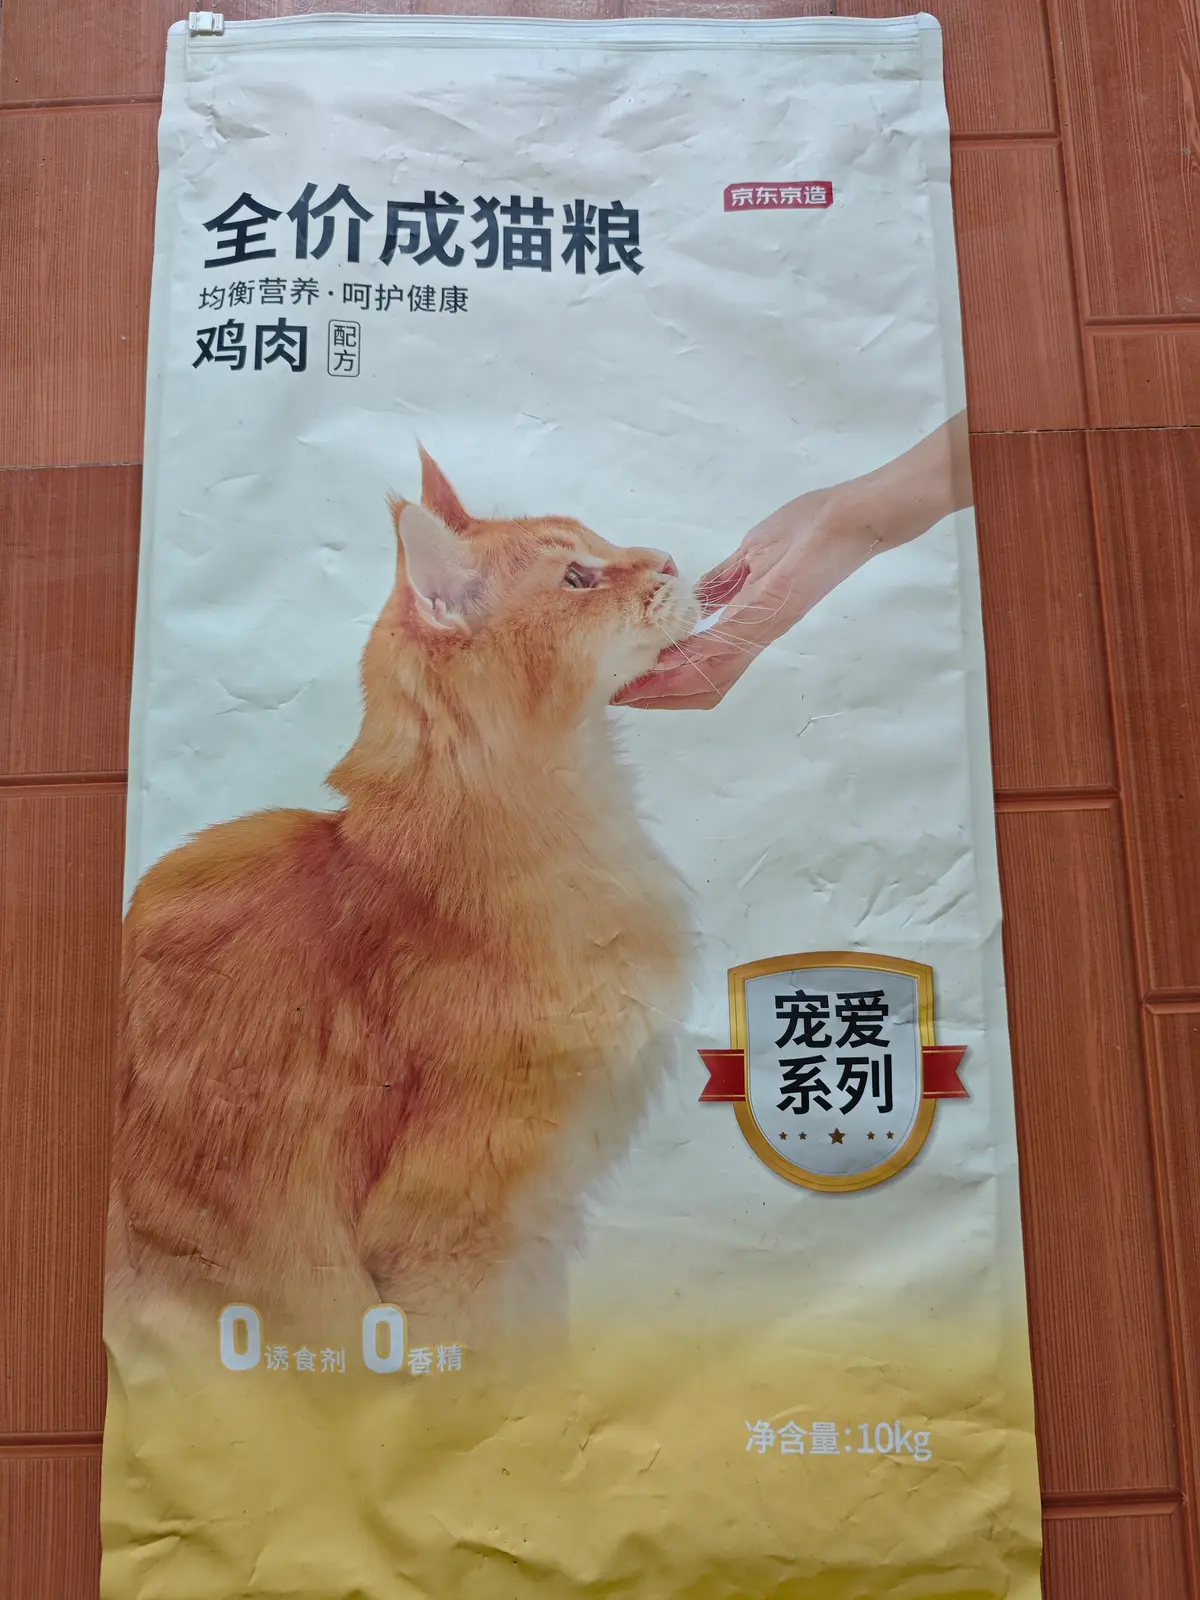 京东京造
全价成猫粮
均衡营养·呵护健康
鸡肉 配方
宠爱
系列
0诱食剂 0香精
净含量:10kg